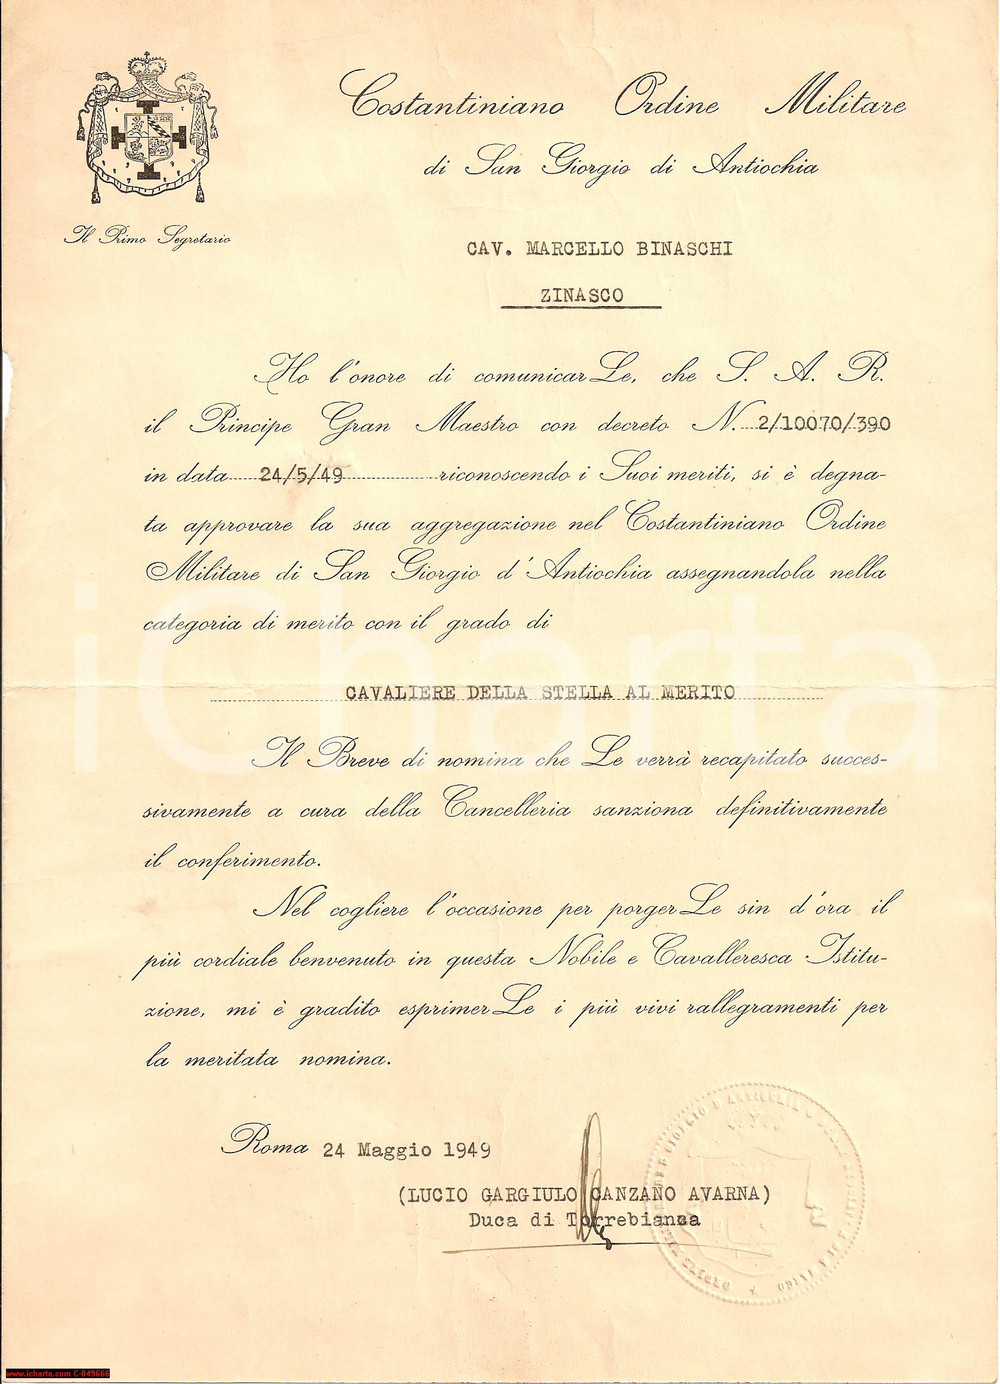 Costantiniano Ordine Militare
di San Giorgio di Antiochia
Il Primo Segretario
CAV. MARCELLO BINASCHI
ZINASCO
Ho l'onore di comunicarLe, che S. A. R.
il Principe Gran Maestro con decreto N. 2/10070/390
in data 24/5/49 riconoscendo i Suoi meriti, si è degna-
ta approvare la sua aggregazione nel Costantiniano Ordine
Militare di San Giorgio d'Antiochia assegnandola nella
categoria di merito con il grado di
CAVALIERE DELLA STELLA AL MERITO
Il Breve di nomina che Le verrà recapitato succes-
sivamente a cura della Cancelleria sanziona definitivamente
il conferimento.
Nel cogliere l'occasione per porgerLe sin d'ora il
più cordiale benvenuto in questa Nobile e Cavalleresca Istitu-
zione, mi è gradito esprimerLe i più vivi rallegramenti per
la meritata nomina.
Roma 24 Maggio 1949
(LUCIO GARGIULO CANZANO AVARNA)
Duca di Torrebianca
iCharta
www.icharta.com C-049666